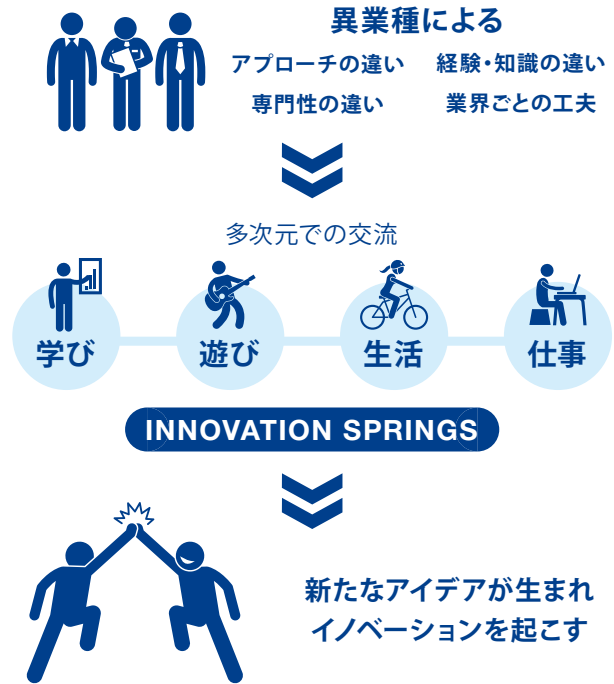 異業種による
アプローチの違い 経験・知識の違い
専門性の違い 業界ごとの工夫
多次元での交流
学び 遊び 生活 仕事
INNOVATION SPRINGS
新たなアイデアが生まれ
イノベーションを起こす